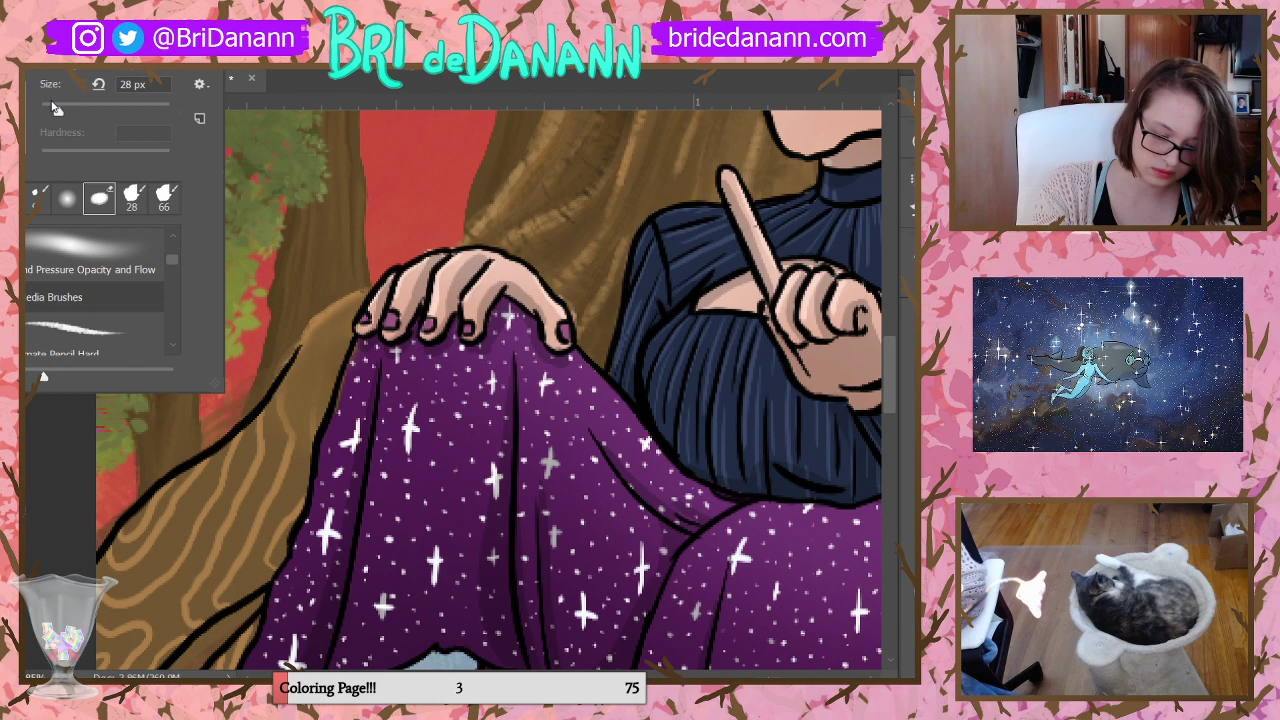 @BriDanann
BRI deDANANN
bridedanann.com
Size:
28 px
*
1
Hardness:
28
66
nd Pressure Opacity and Flow
edia Brushes
mate Pencil Hard
Coloring Page!!! 3 75